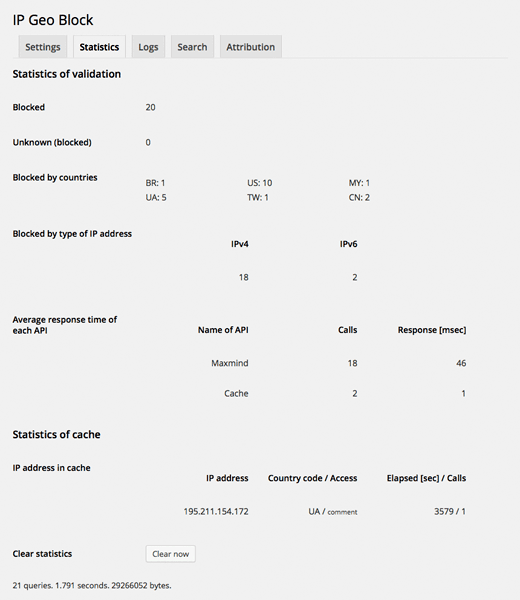 IP Geo Block
Settings Statistics Logs Search Attribution
Statistics of validation
Blocked 20
Unknown (blocked) 0
Blocked by countries
BR: 1 US: 10 MY: 1
UA: 5 TW: 1 CN: 2
Blocked by type of IP address
IPv4 IPv6
18 2
Average response time of
each API
Name of API Calls Response [msec]
Maxmind 18 46
Cache 2 1
Statistics of cache
IP address in cache
IP address Country code / Access Elapsed [sec] / Calls
195.211.154.172 UA / comment 3579 / 1
Clear statistics Clear now
21 queries. 1.791 seconds. 29266052 bytes.